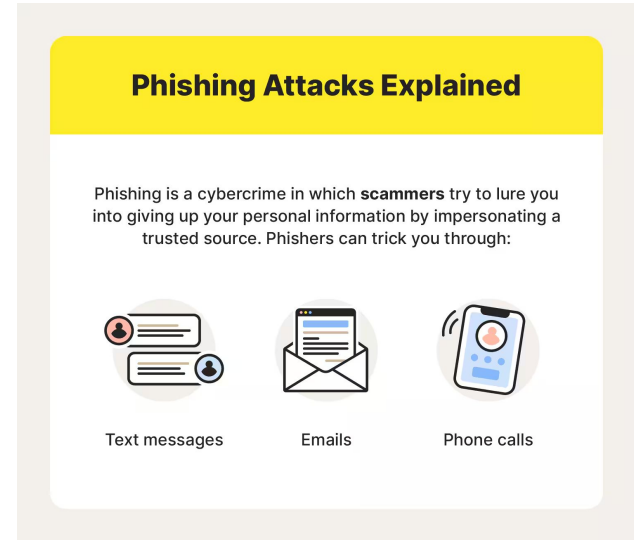 Phishing Attacks Explained
Phishing is a cybercrime in which scammers try to lure you
into giving up your personal information by impersonating a
trusted source. Phishers can trick you through:
Text messages
Emails
Phone calls